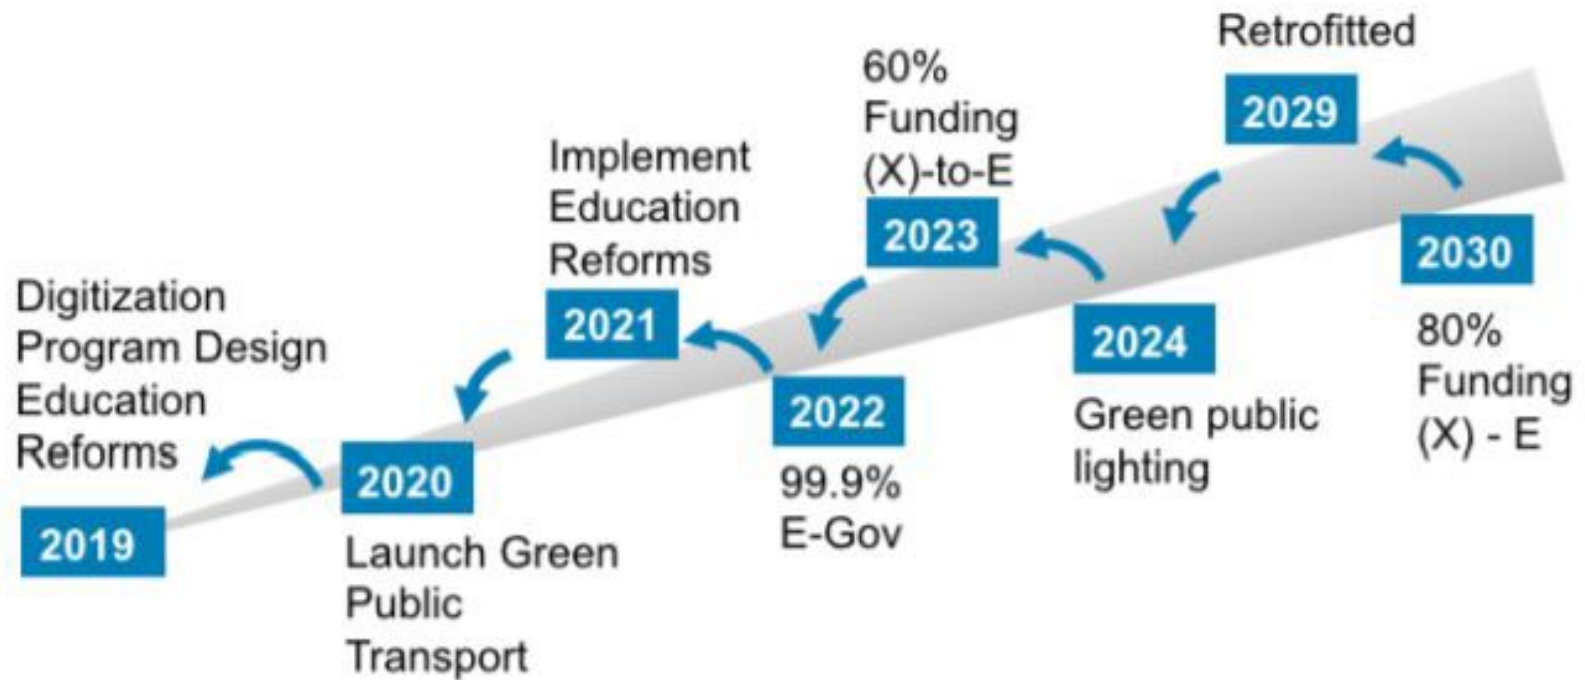 Digitization
Program Design
Education
Reforms
2019
2020
Launch Green
Public
Transport
Implement
Education
Reforms
2021
2022
99.9%
E-Gov
60%
Funding
(X)-to-E
2023
2024
Green public
lighting
Retrofitted
2029
2030
80%
Funding
(X) - E